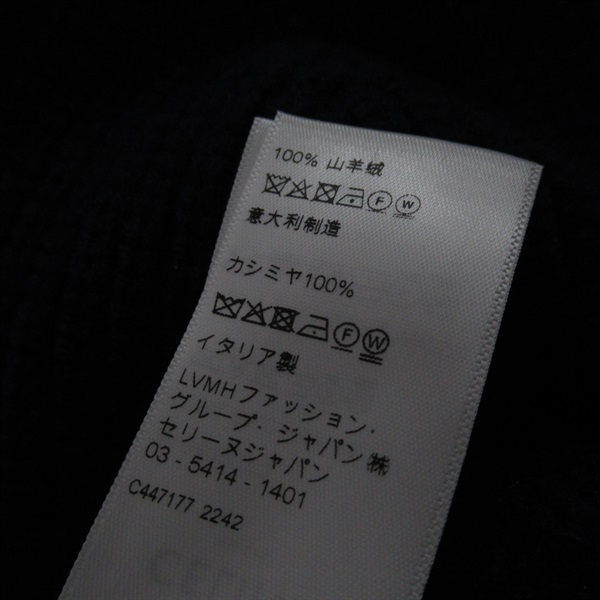 100% 山羊绒
F W
意大利制造
カシミヤ100%
F W
イタリア製
LVMHファッション・
グループ・ジャパン ㈱
セリーヌジャパン
03 - 5414 - 1401
C447177 2242